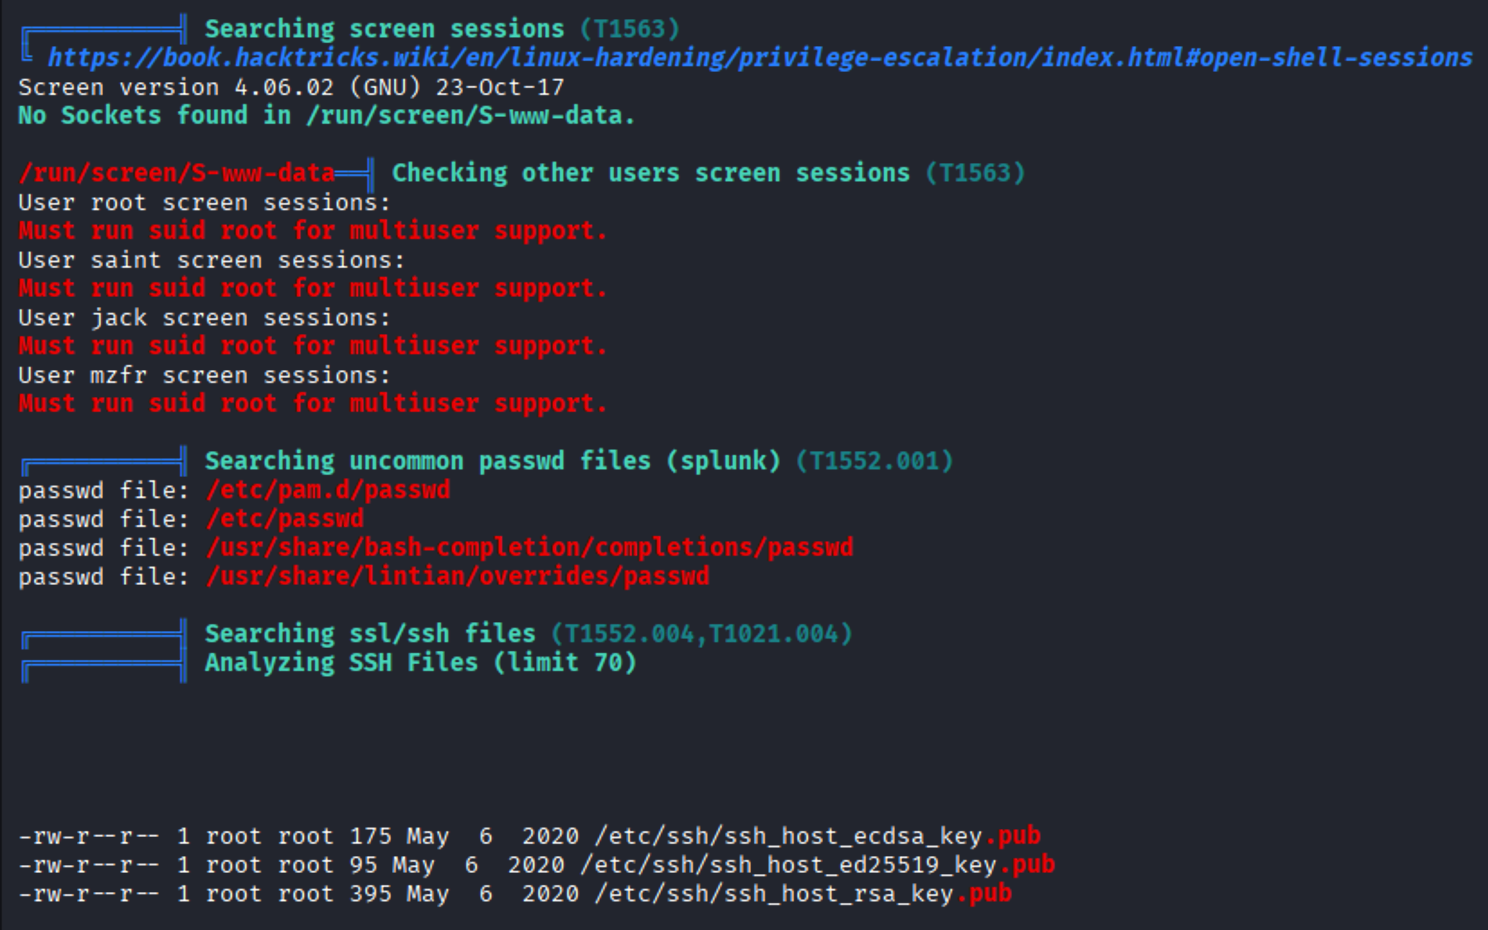 ╔══════════╣ Searching screen sessions (T1563)
╚ https://book.hacktricks.wiki/en/linux-hardening/privilege-escalation/index.html#open-shell-sessions
Screen version 4.06.02 (GNU) 23-Oct-17
No Sockets found in /run/screen/S-www-data.
/run/screen/S-www-data══╣ Checking other users screen sessions (T1563)
User root screen sessions:
Must run suid root for multiuser support.
User saint screen sessions:
Must run suid root for multiuser support.
User jack screen sessions:
Must run suid root for multiuser support.
User mzfr screen sessions:
Must run suid root for multiuser support.
╔══════════╣ Searching uncommon passwd files (splunk) (T1552.001)
passwd file: /etc/pam.d/passwd
passwd file: /etc/passwd
passwd file: /usr/share/bash-completion/completions/passwd
passwd file: /usr/share/lintian/overrides/passwd
╔══════════╣ Searching ssl/ssh files (T1552.004,T1021.004)
╔══════════╣ Analyzing SSH Files (limit 70)
-rw-r--r-- 1 root root 175 May  6  2020 /etc/ssh/ssh_host_ecdsa_key.pub
-rw-r--r-- 1 root root 95 May  6  2020 /etc/ssh/ssh_host_ed25519_key.pub
-rw-r--r-- 1 root root 395 May  6  2020 /etc/ssh/ssh_host_rsa_key.pub